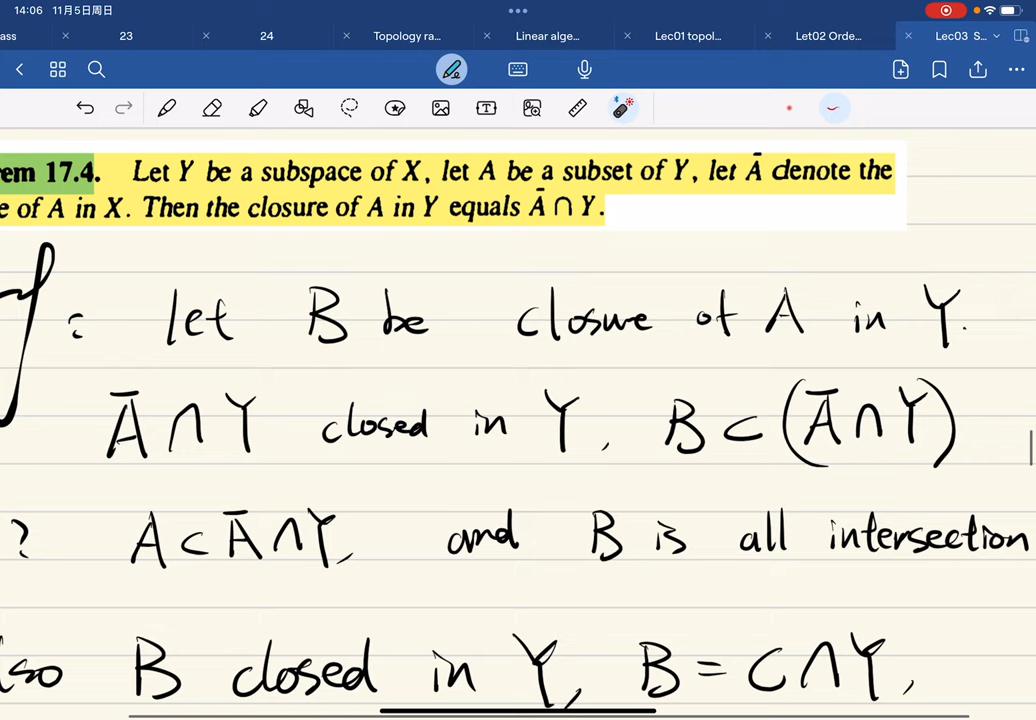 14:06 11月5日周日
ass 23 24 Topology ra... Linear alge... Lec01 topol... Let02 Orde... Lec03 S...
em 17.4. Let Y be a subspace of X, let A be a subset of Y, let Ā denote the
e of A in X. Then the closure of A in Y equals Ā ∩ Y.
f : let B be closure of A in Y.
Ā ∩ Y closed in Y, B ⊂ (Ā ∩ Y)
? A ⊂ Ā ∩ Y, and B is all intersection
lso B closed in Y, B = C ∩ Y,